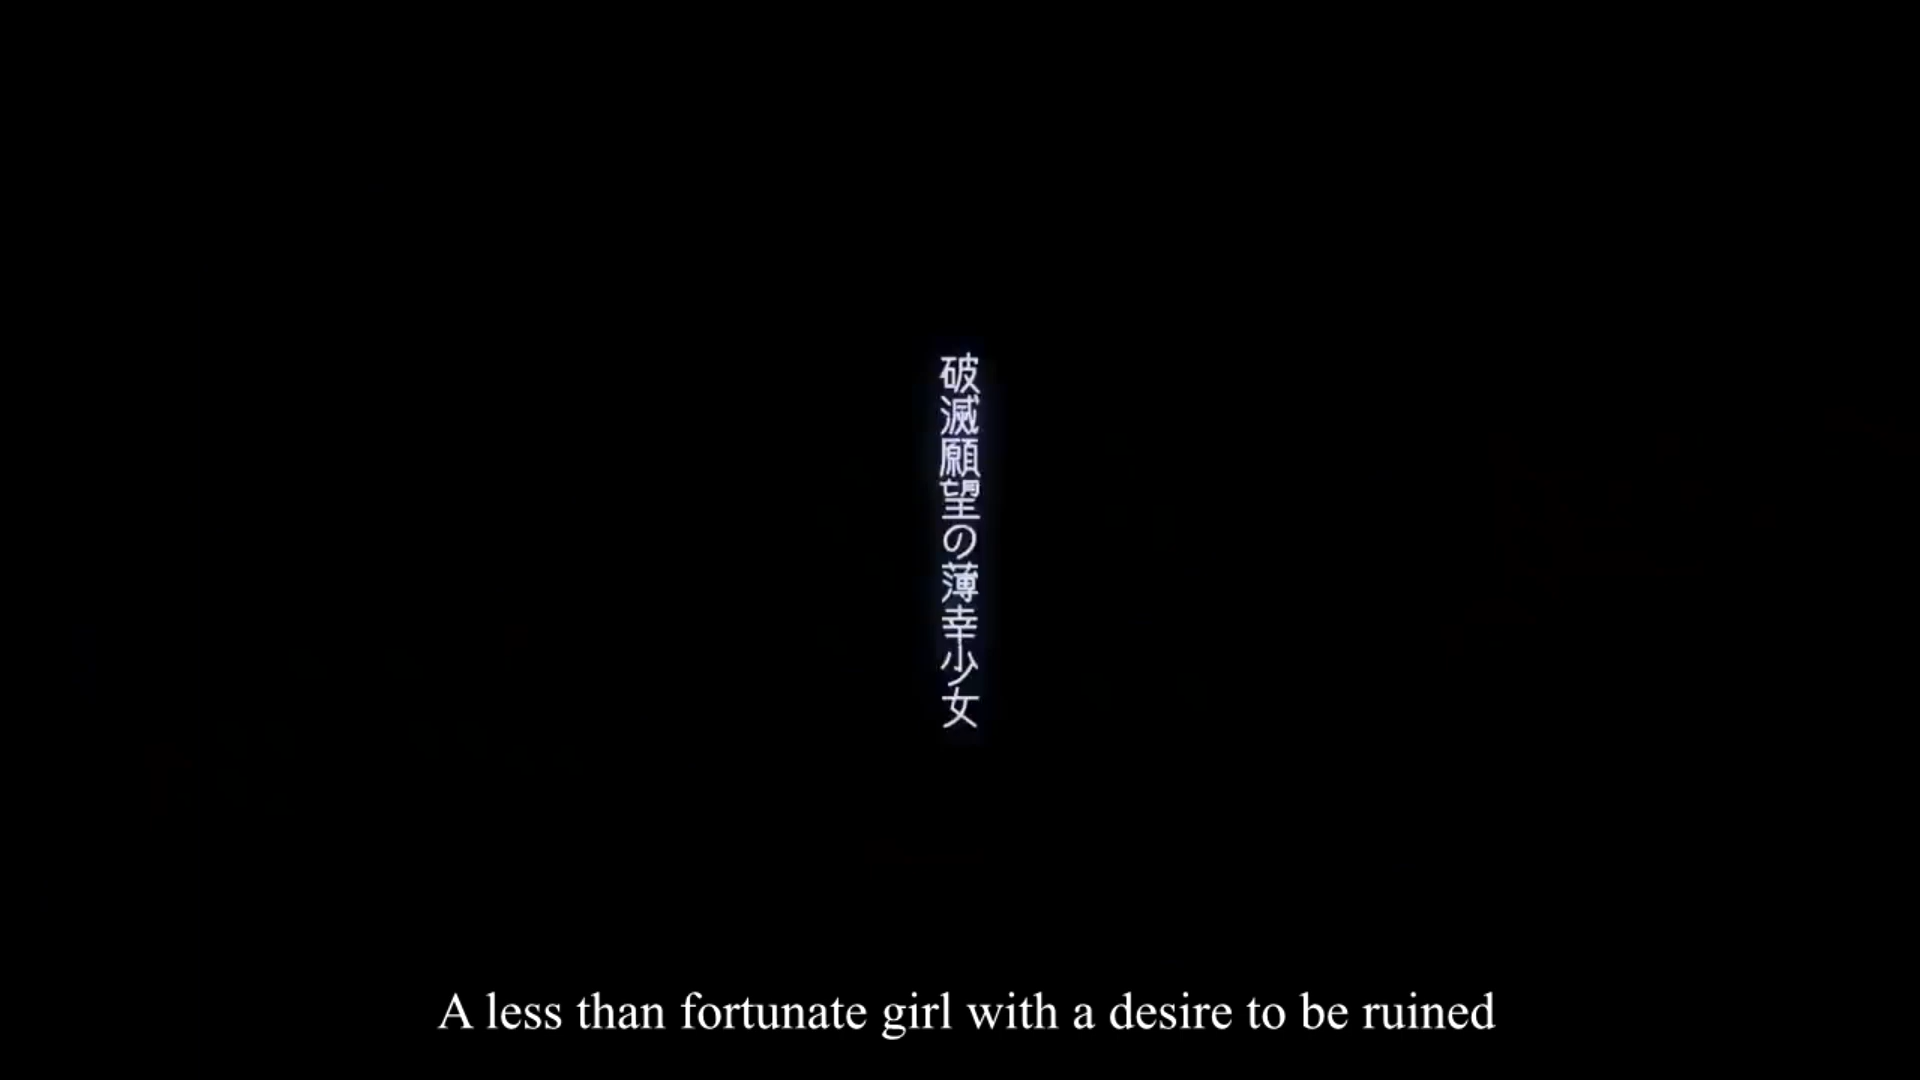 破滅願望の薄幸少女
A less than fortunate girl with a desire to be ruined